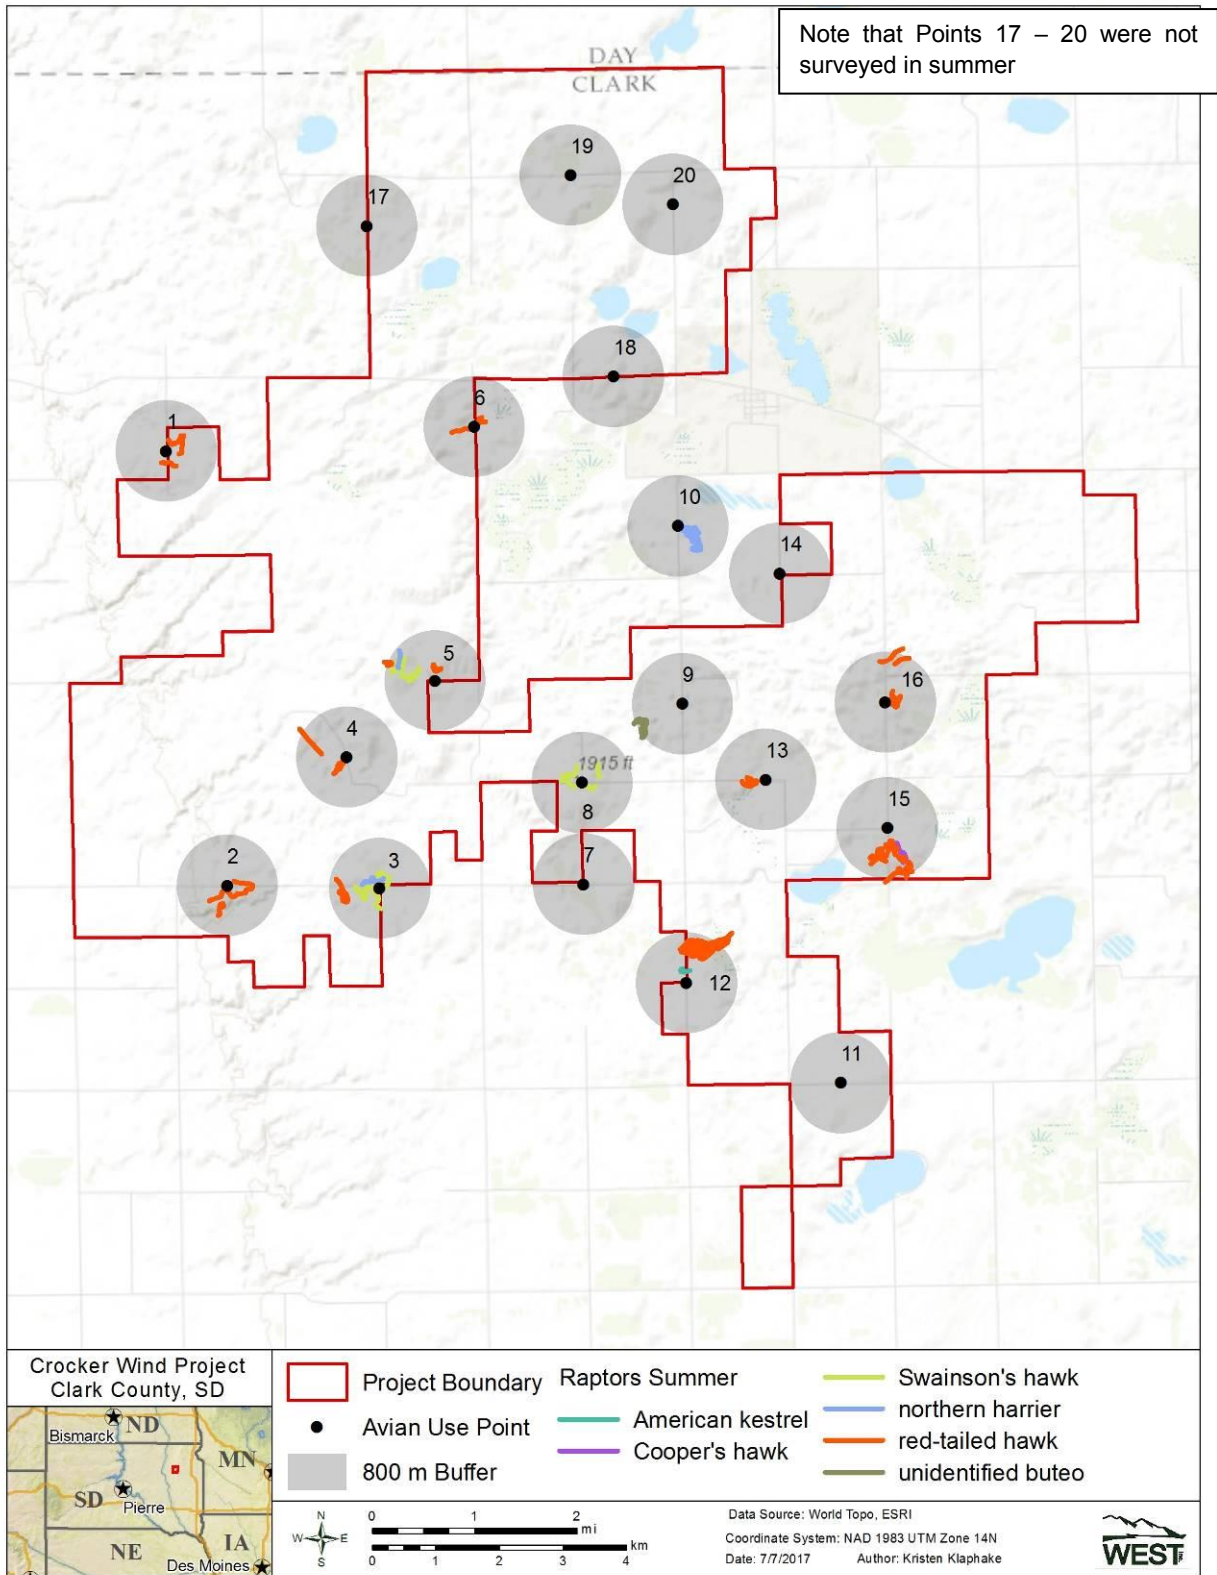 Note that Points 17 – 20 were not
surveyed in summer
DAY
CLARK
19
20
17
18
6
1
10
14
5
9
16
4
13
1915 ft
15
8
2
3
7
12
11
Crocker Wind Project
Clark County, SD
Bismarck
ND
MN
SD
Pierre
NE
IA
Des Moines
Project Boundary
Avian Use Point
800 m Buffer
Raptors Summer
American kestrel
Cooper's hawk
Swainson's hawk
northern harrier
red-tailed hawk
unidentified buteo
N
W E
S
0 1 2
mi
0 1 2 3 4
km
Data Source: World Topo, ESRI
Coordinate System: NAD 1983 UTM Zone 14N
Date: 7/7/2017 Author: Kristen Klaphake
WEST